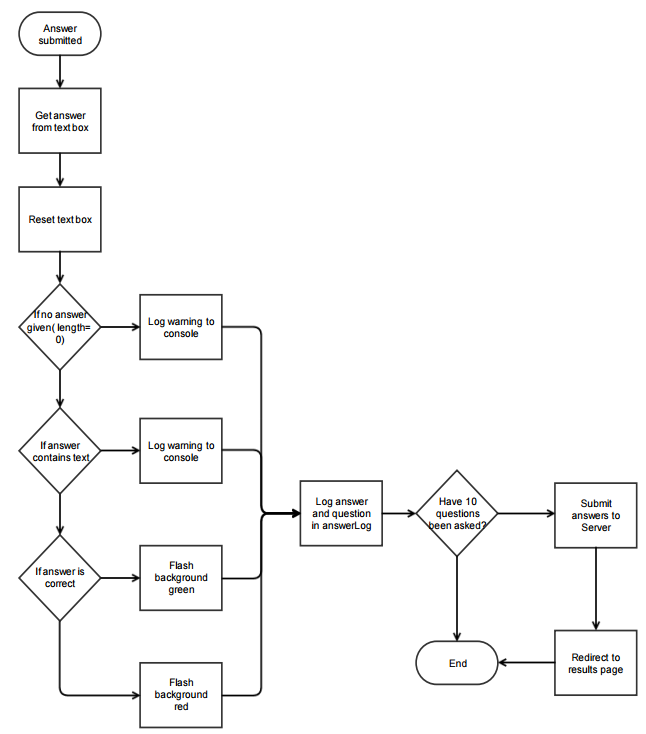 Answer
submitted
Get answer
from text box
Reset text box
If no answer
given( length=
0)
Log warning to
console
If answer
contains text
Log warning to
console
If answer is
correct
Flash
background
green
Flash
background
red
Log answer
and question
in answerLog
Have 10
questions
been asked?
Submit
answers to
Server
Redirect to
results page
End